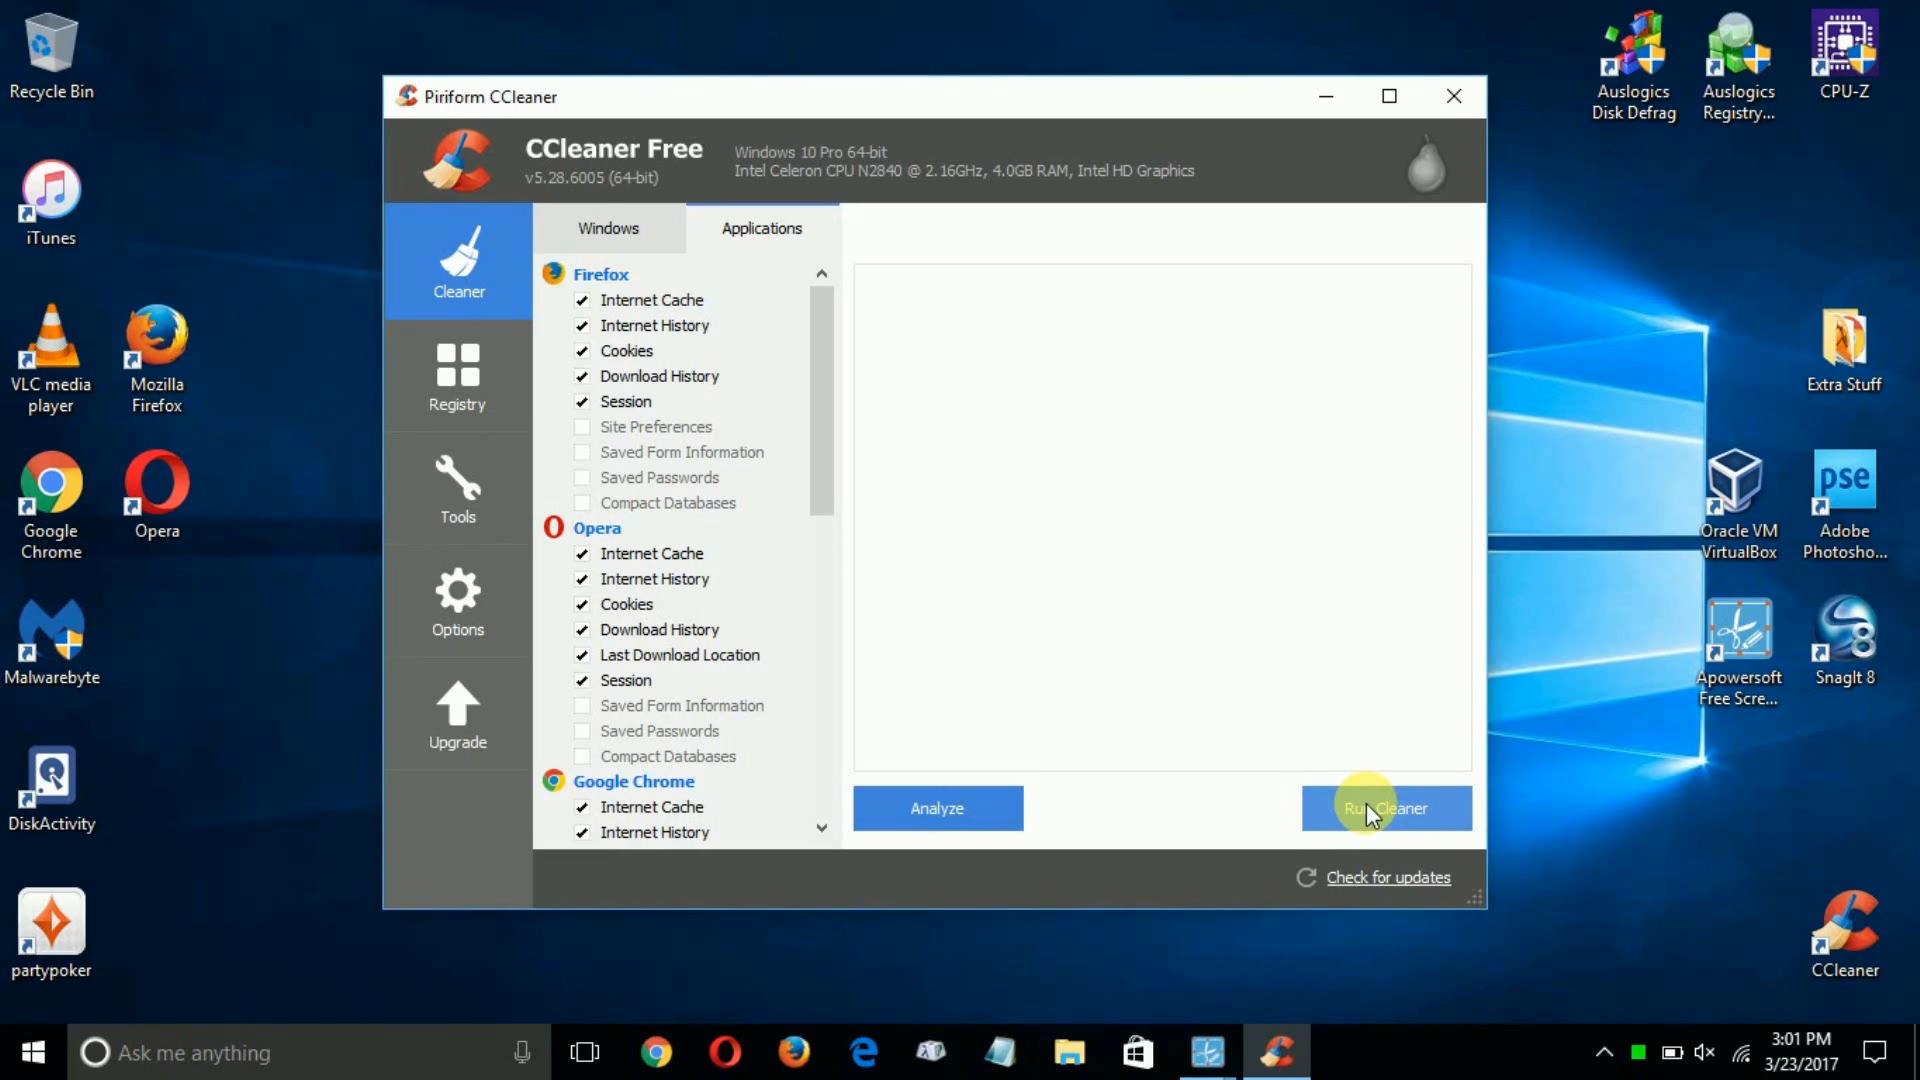 Recycle Bin
iTunes
VLC media
player
Mozilla
Firefox
Google
Chrome
Opera
Malwarebyte
DiskActivity
partypoker
Piriform CCleaner
CCleaner Free
v5.28.6005 (64-bit)
Windows 10 Pro 64-bit
Intel Celeron CPU N2840 @ 2.16GHz, 4.0GB RAM, Intel HD Graphics
Cleaner
Registry
Tools
Options
Upgrade
Windows
Applications
Firefox
Internet Cache
Internet History
Cookies
Download History
Session
Site Preferences
Saved Form Information
Saved Passwords
Compact Databases
Opera
Internet Cache
Internet History
Cookies
Download History
Last Download Location
Session
Saved Form Information
Saved Passwords
Compact Databases
Google Chrome
Internet Cache
Internet History
Analyze
Run Cleaner
Check for updates
Auslogics
Disk Defrag
Auslogics
Registry...
CPU-Z
Extra Stuff
Oracle VM
VirtualBox
pse
Adobe
Photosho...
Apowersoft
Free Scre...
8
SnagIt 8
CCleaner
Ask me anything
3:01 PM
3/23/2017